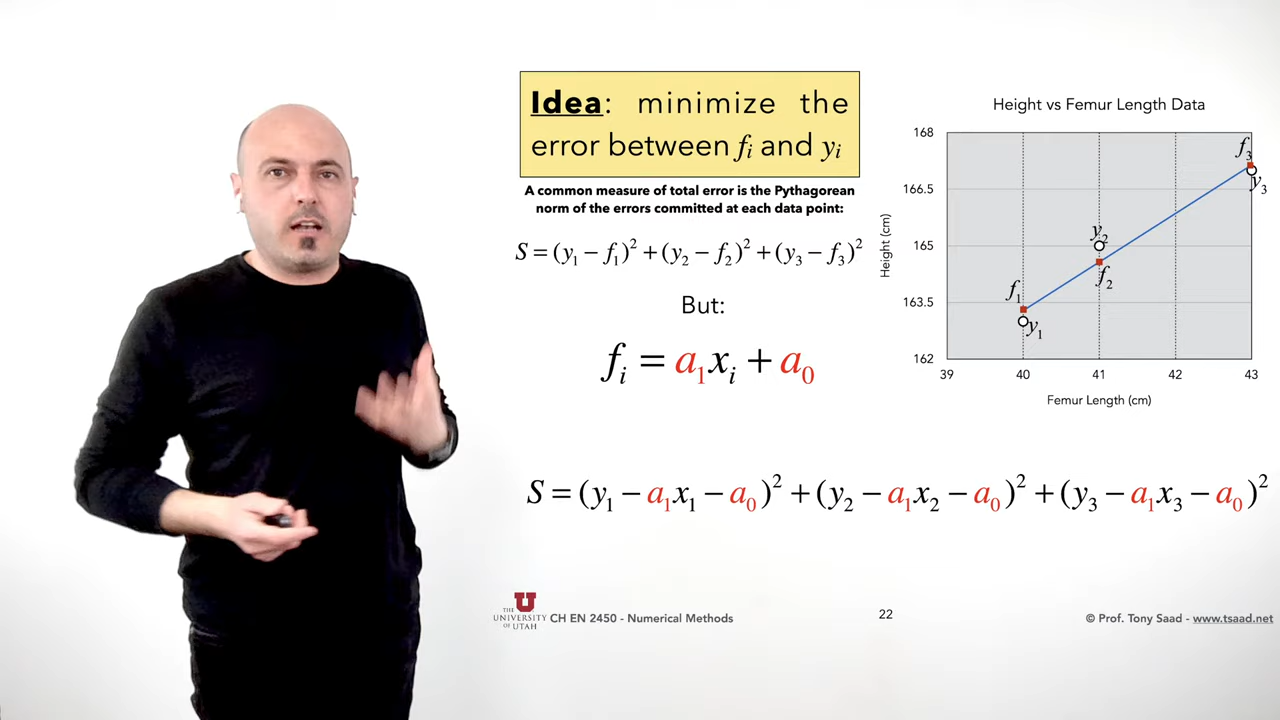 Idea: minimize the
error between fᵢ and yᵢ
A common measure of total error is the Pythagorean
norm of the errors committed at each data point:
S = (y₁ − f₁)² + (y₂ − f₂)² + (y₃ − f₃)²
But:
fᵢ = a₁xᵢ + a₀
Height vs Femur Length Data
Height (cm)
168
166.5
165
163.5
162
f₃
y₃
y₂
f₂
f₁
y₁
39 40 41 42 43
Femur Length (cm)
S = (y₁ − a₁x₁ − a₀)² + (y₂ − a₁x₂ − a₀)² + (y₃ − a₁x₃ − a₀)²
U
THE
UNIVERSITY
OF UTAH
CH EN 2450 - Numerical Methods
22
© Prof. Tony Saad - www.tsaad.net